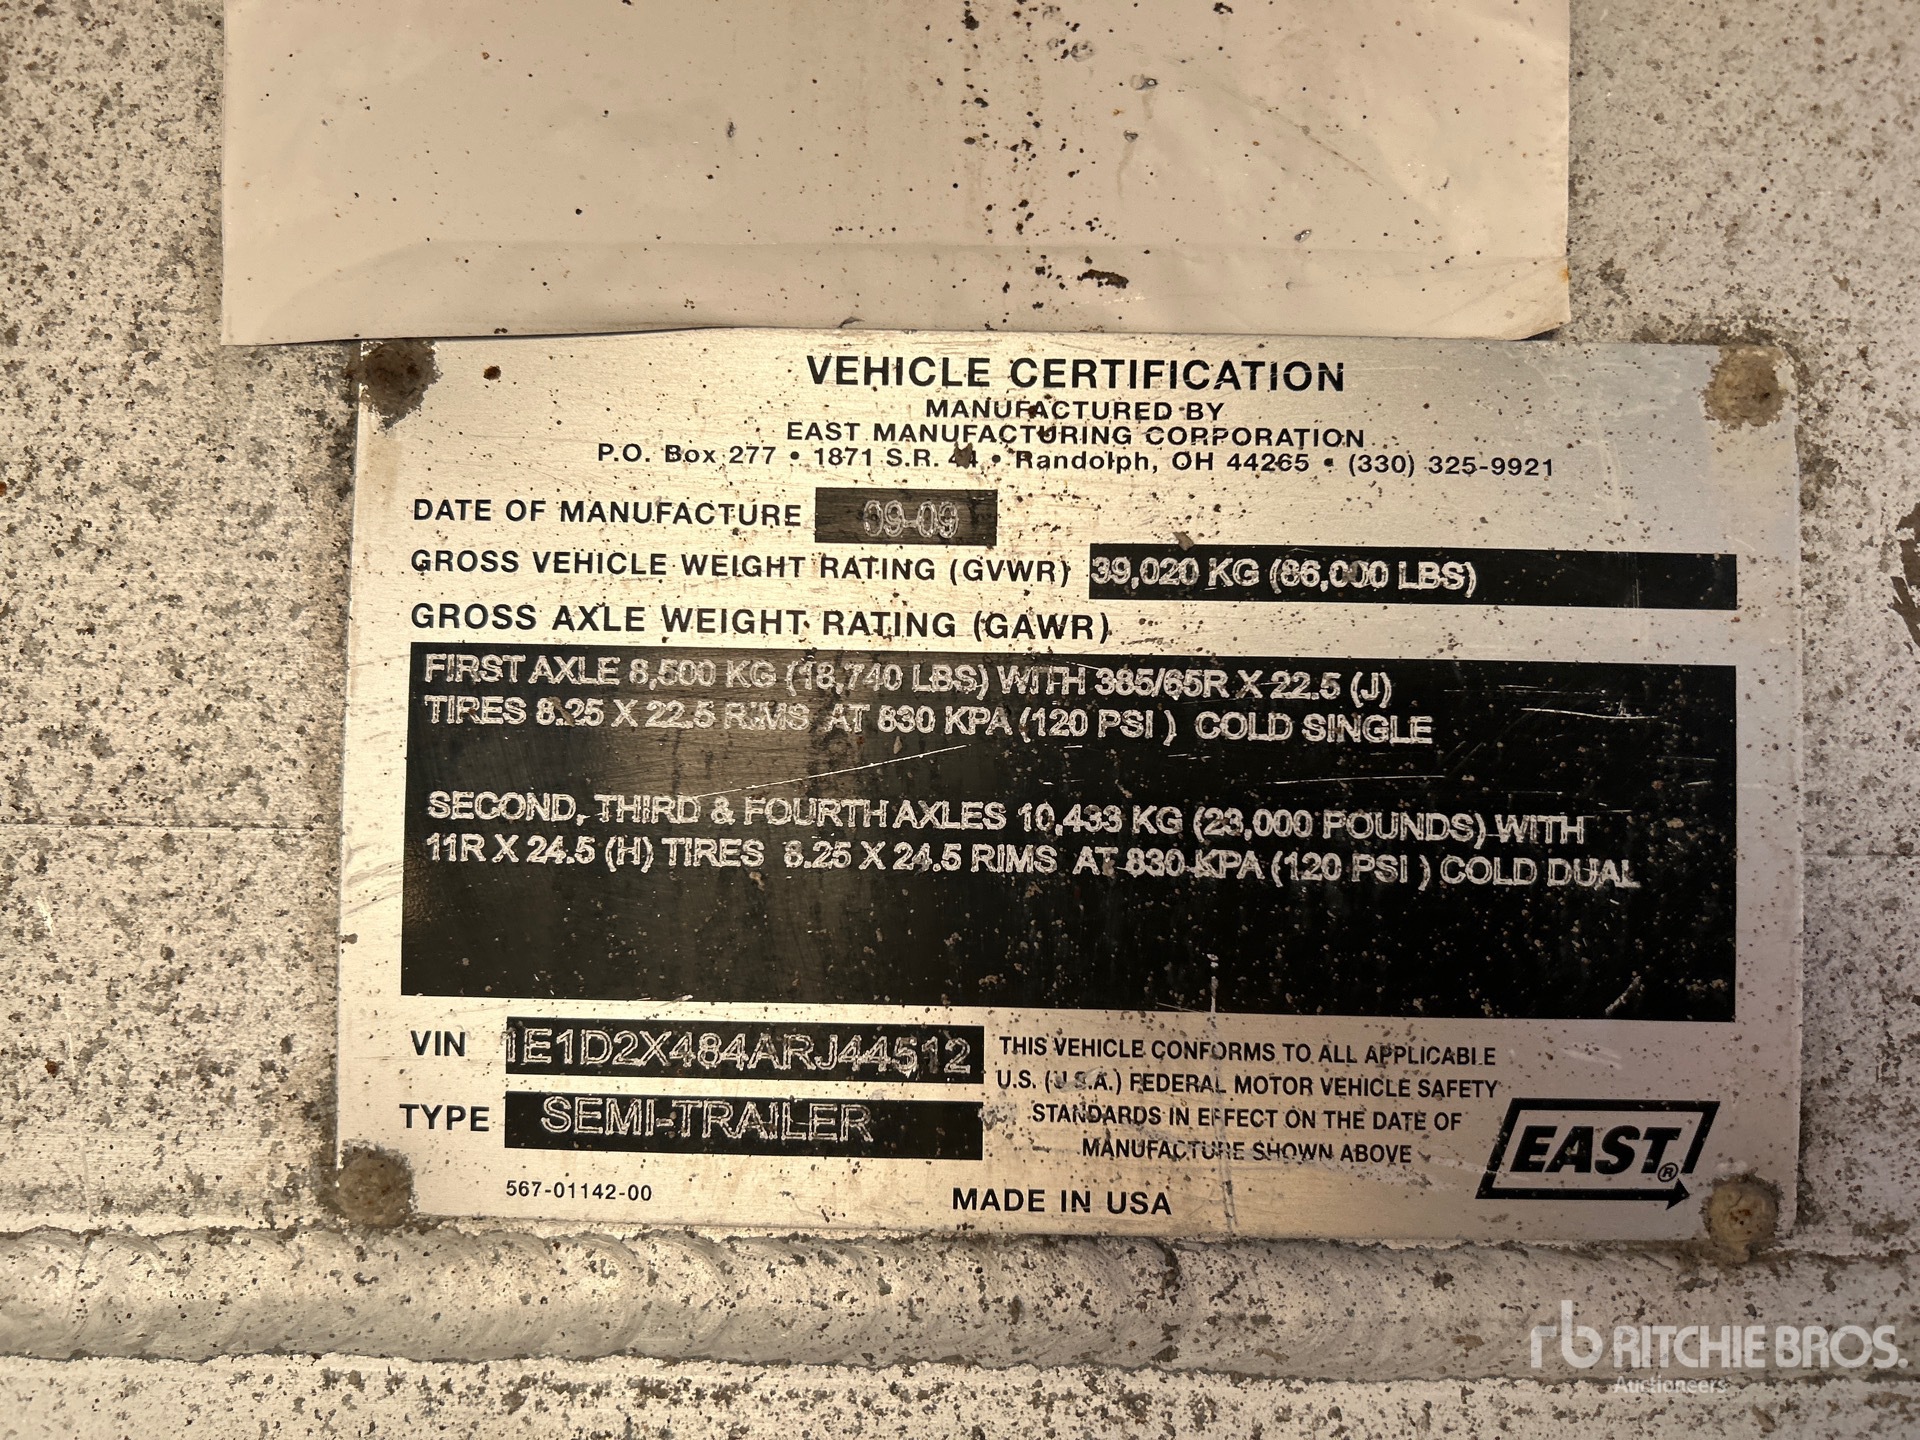 VEHICLE CERTIFICATION
MANUFACTURED BY
EAST MANUFACTURING CORPORATION
P.O. Box 277 • 1871 S.R. 44 • Randolph, OH 44265 • (330) 325-9921
DATE OF MANUFACTURE 09-09
GROSS VEHICLE WEIGHT RATING (GVWR) 39,020 KG (86,000 LBS)
GROSS AXLE WEIGHT RATING (GAWR)
FIRST AXLE 8,500 KG (18,740 LBS) WITH 385/65R X 22.5 (J)
TIRES 8.25 X 22.5 RIMS AT 830 KPA (120 PSI ) COLD SINGLE
SECOND, THIRD & FOURTH AXLES 10,433 KG (23,000 POUNDS) WITH
11R X 24.5 (H) TIRES 8.25 X 24.5 RIMS AT 830 KPA (120 PSI ) COLD DUAL
VIN 1E1D2X484ARJ44512
THIS VEHICLE CONFORMS TO ALL APPLICABLE
U.S. (U.S.A.) FEDERAL MOTOR VEHICLE SAFETY
STANDARDS IN EFFECT ON THE DATE OF
MANUFACTURE SHOWN ABOVE
TYPE SEMI-TRAILER
EAST®
567-01142-00
MADE IN USA
rb RITCHIE BROS.
Auctioneers